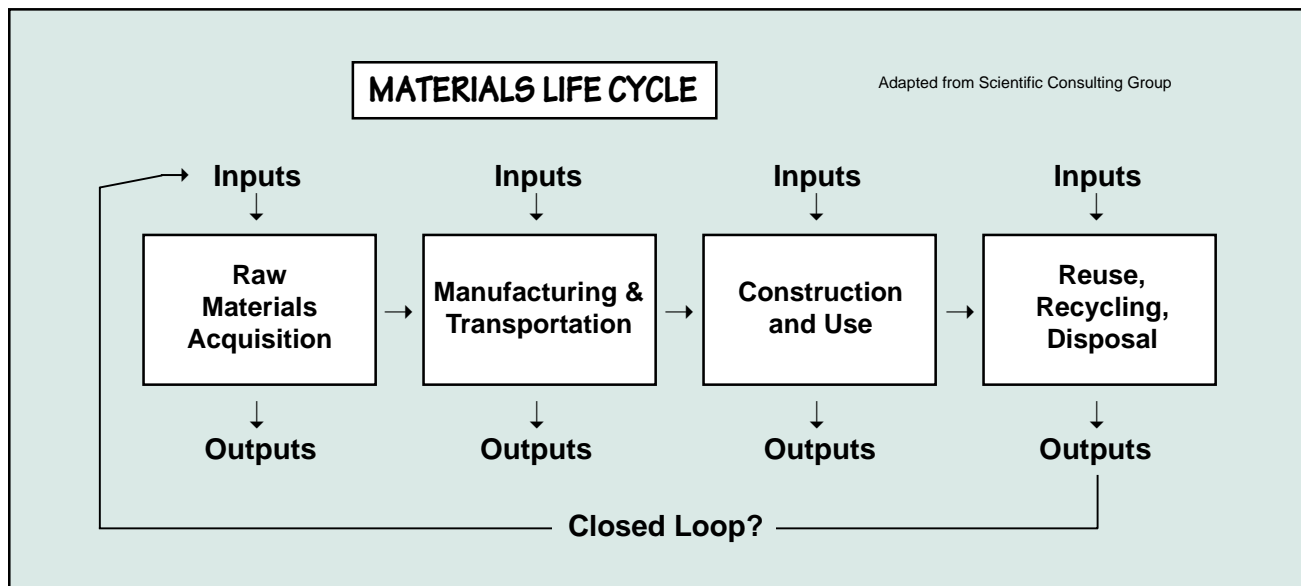 MATERIALS LIFE CYCLE
Adapted from Scientific Consulting Group
Inputs
Inputs
Inputs
Inputs
Raw
Materials
Acquisition
Manufacturing &
Transportation
Construction
and Use
Reuse,
Recycling,
Disposal
Outputs
Outputs
Outputs
Outputs
Closed Loop?